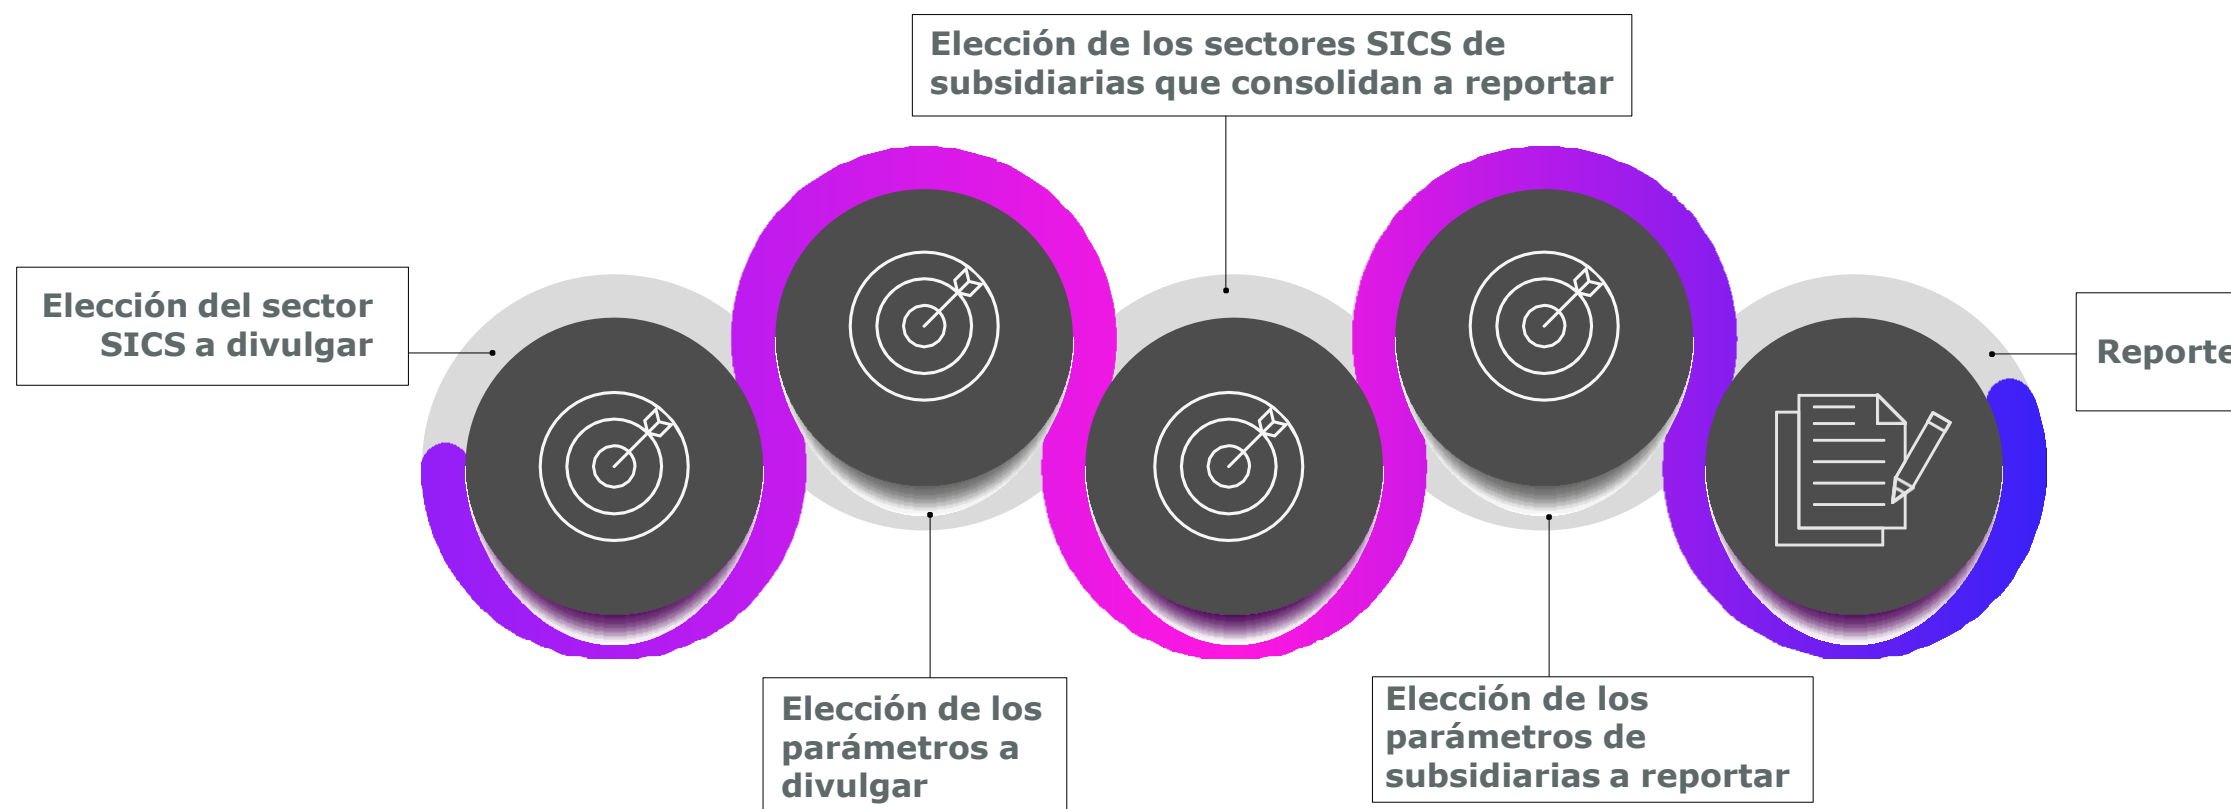 Elección de los sectores SICS de
subsidiarias que consolidan a reportar
Elección del sector
SICS a divulgar
Reporte
Elección de los
parámetros a
divulgar
Elección de los
parámetros de
subsidiarias a reportar